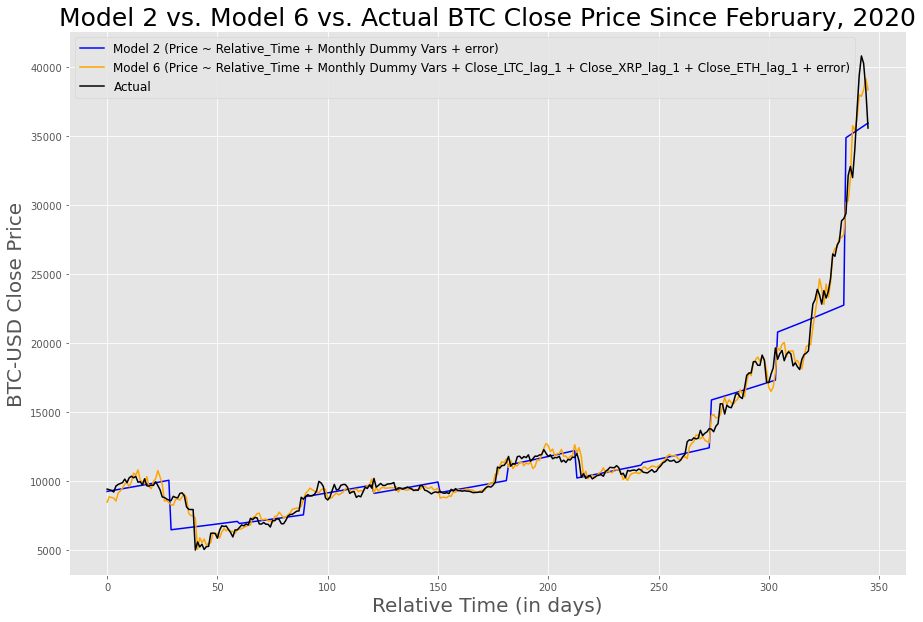 Model 2 vs. Model 6 vs. Actual BTC Close Price Since February, 2020
Model 2 (Price ~ Relative_Time + Monthly Dummy Vars + error)
Model 6 (Price ~ Relative_Time + Monthly Dummy Vars + Close_LTC_lag_1 + Close_XRP_lag_1 + Close_ETH_lag_1 + error)
Actual
BTC-USD Close Price
40000
35000
30000
25000
20000
15000
10000
5000
0 50 100 150 200 250 300 350
Relative Time (in days)